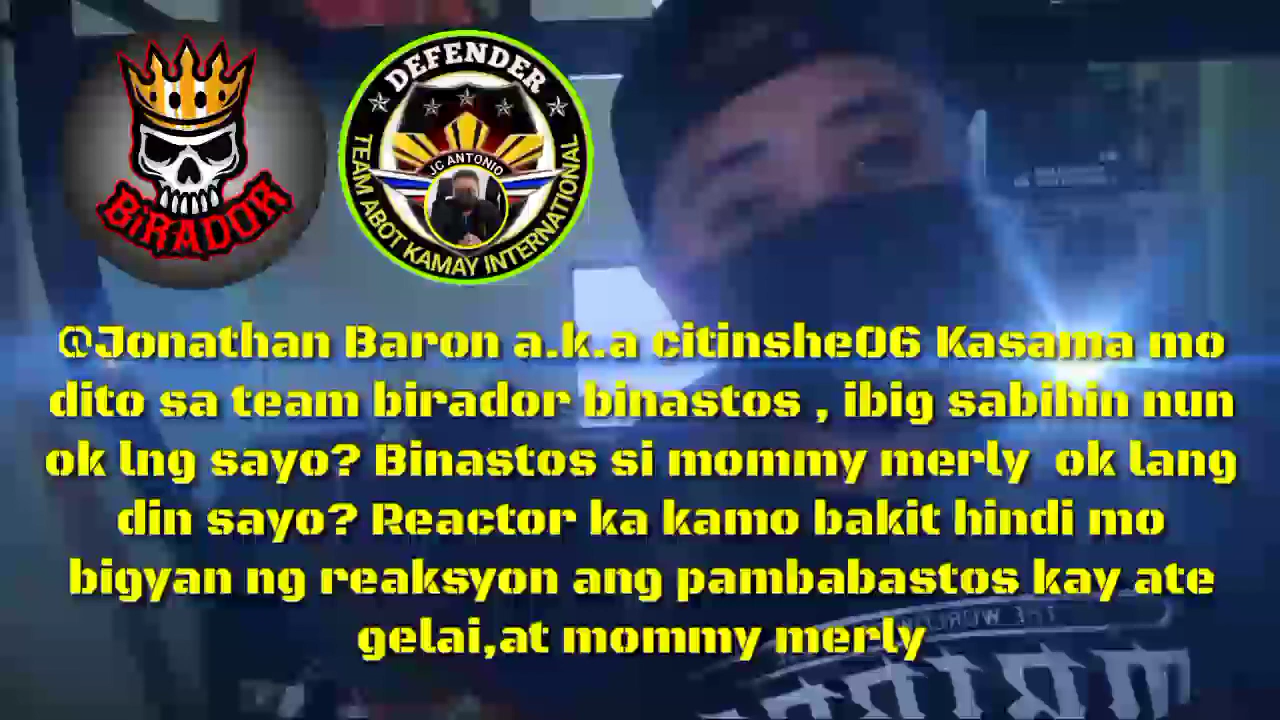 BiRADOR
DEFENDER
JC ANTONIO
TEAM ABOT KAMAY INTERNATIONAL
@Jonathan Baron a.k.a citinshe06 Kasama mo
dito sa team birador binastos , ibig sabihin nun
ok lng sayo? Binastos si mommy merly ok lang
din sayo? Reactor ka kamo bakit hindi mo
bigyan ng reaksyon ang pambabastos kay ate
gelai,at mommy merly